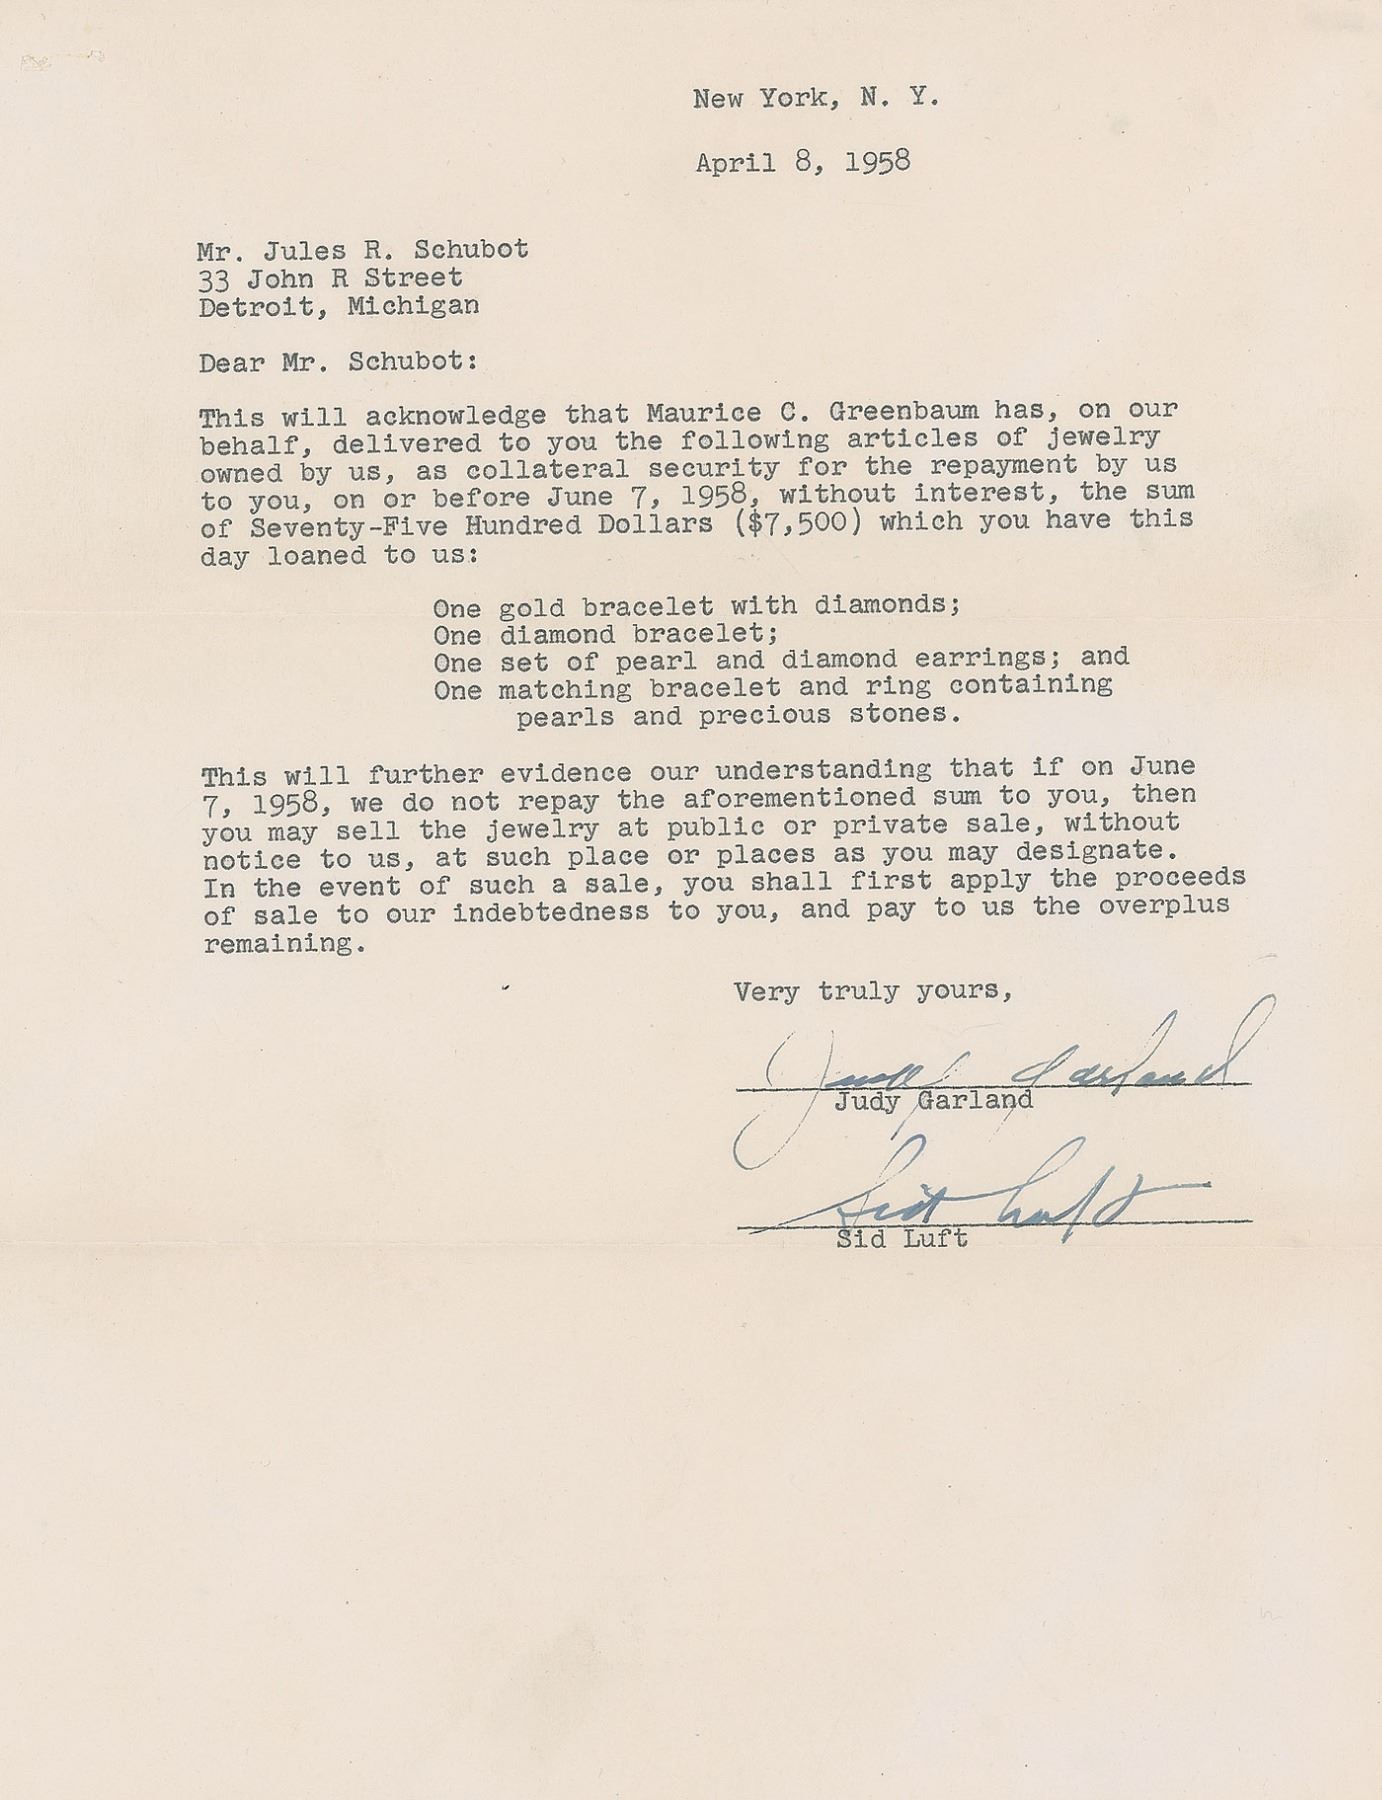 New York, N. Y.
April 8, 1958
Mr. Jules R. Schubot
33 John R Street
Detroit, Michigan
Dear Mr. Schubot:
This will acknowledge that Maurice C. Greenbaum has, on our
behalf, delivered to you the following articles of jewelry
owned by us, as collateral security for the repayment by us
to you, on or before June 7, 1958, without interest, the sum
of Seventy-Five Hundred Dollars ($7,500) which you have this
day loaned to us:
One gold bracelet with diamonds;
One diamond bracelet;
One set of pearl and diamond earrings; and
One matching bracelet and ring containing
pearls and precious stones.
This will further evidence our understanding that if on June
7, 1958, we do not repay the aforementioned sum to you, then
you may sell the jewelry at public or private sale, without
notice to us, at such place or places as you may designate.
In the event of such a sale, you shall first apply the proceeds
of sale to our indebtedness to you, and pay to us the overplus
remaining.
Very truly yours,
Judy Garland
Judy Garland
Sid Luft
Sid Luft